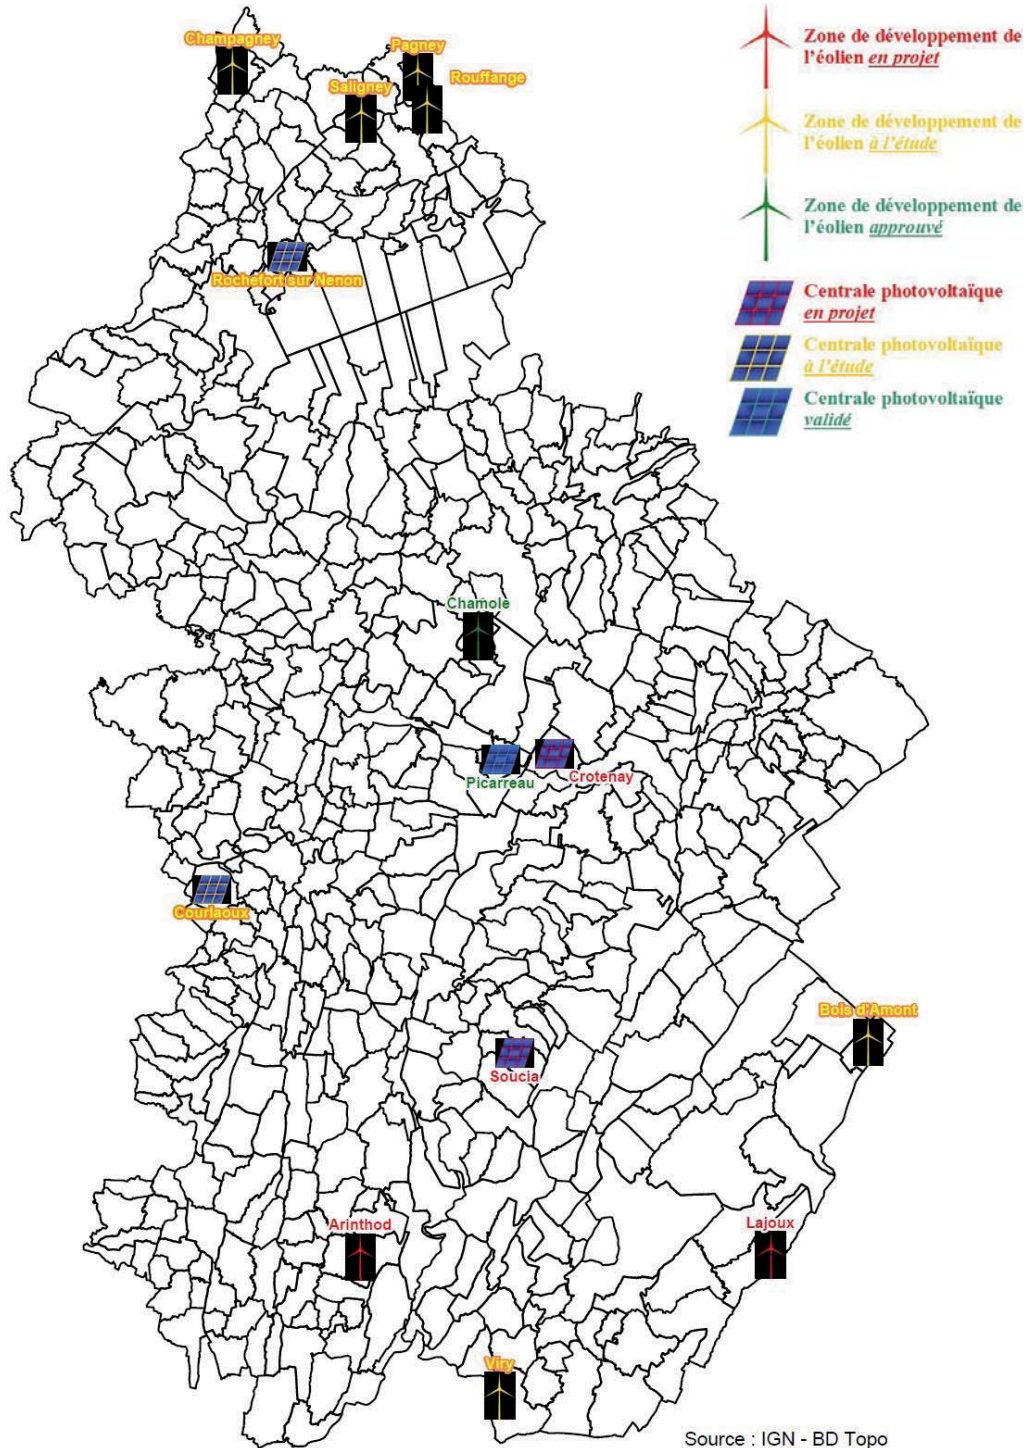 Champagney
Pagney
Rouffange
Saligney
Zone de développement de
l'éolien en projet
Zone de développement de
l'éolien à l'étude
Zone de développement de
l'éolien approuvé
Rochefort sur Nenon
Centrale photovoltaïque
en projet
Centrale photovoltaïque
à l'étude
Centrale photovoltaïque
validé
Chamole
Picarreau
Crotenay
Courlaoux
Bois d'Amont
Soucia
Arinthod
Lajoux
Viry
Source : IGN - BD Topo